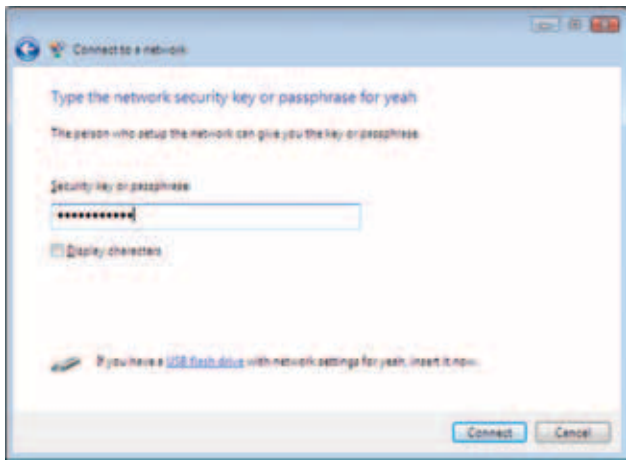 Connect to a network
Type the network security key or passphrase for yeah
The person who setup the network can give you the key or passphrase.
Security key or passphrase
•••••••••••
Display characters
If you have a USB flash drive with network settings for yeah, insert it now.
Connect Cancel